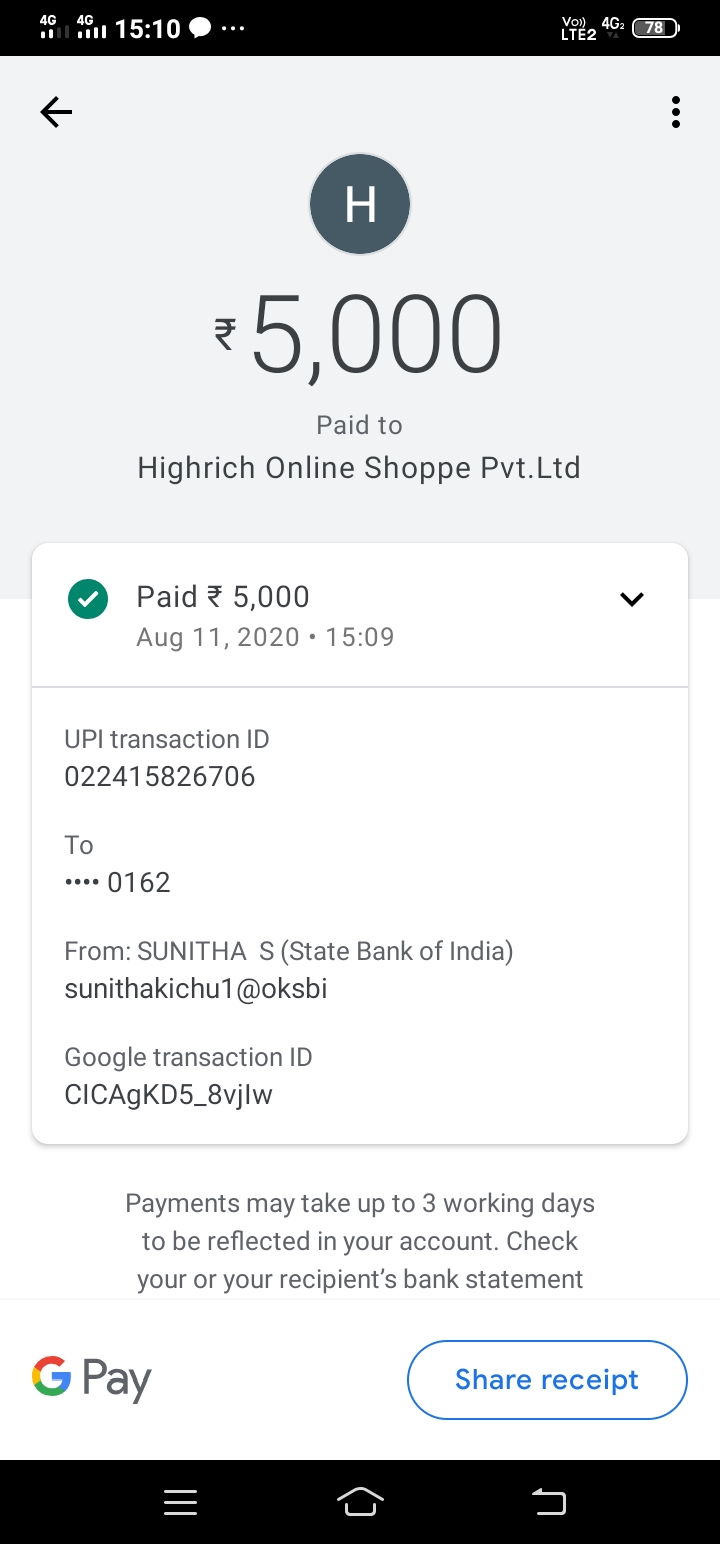 4G 4G 15:10 ... Vo)) LTE2 4G2 78
H
₹5,000
Paid to
Highrich Online Shoppe Pvt.Ltd
Paid ₹ 5,000
Aug 11, 2020 • 15:09
UPI transaction ID
022415826706
To
•••• 0162
From: SUNITHA  S (State Bank of India)
sunithakichu1@oksbi
Google transaction ID
CICAgKD5_8vjIw
Payments may take up to 3 working days
to be reflected in your account. Check
your or your recipient's bank statement
G Pay
Share receipt